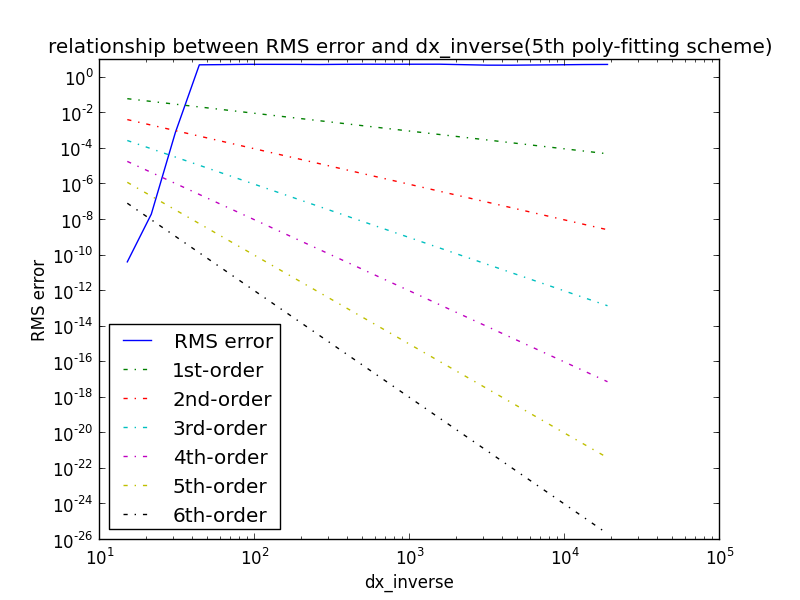 relationship between RMS error and dx_inverse(5th poly-fitting scheme)
10^0
10^-2
10^-4
10^-6
10^-8
10^-10
10^-12
10^-14
10^-16
10^-18
10^-20
10^-22
10^-24
10^-26
RMS error
RMS error
1st-order
2nd-order
3rd-order
4th-order
5th-order
6th-order
10^1 10^2 10^3 10^4 10^5
dx_inverse